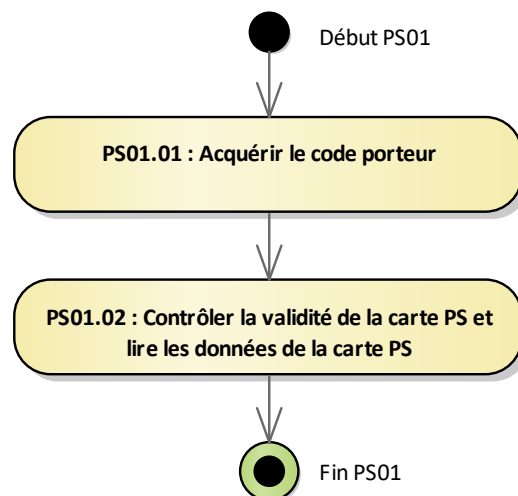 Début PS01
PS01.01 : Acquérir le code porteur
PS01.02 : Contrôler la validité de la carte PS et
lire les données de la carte PS
Fin PS01